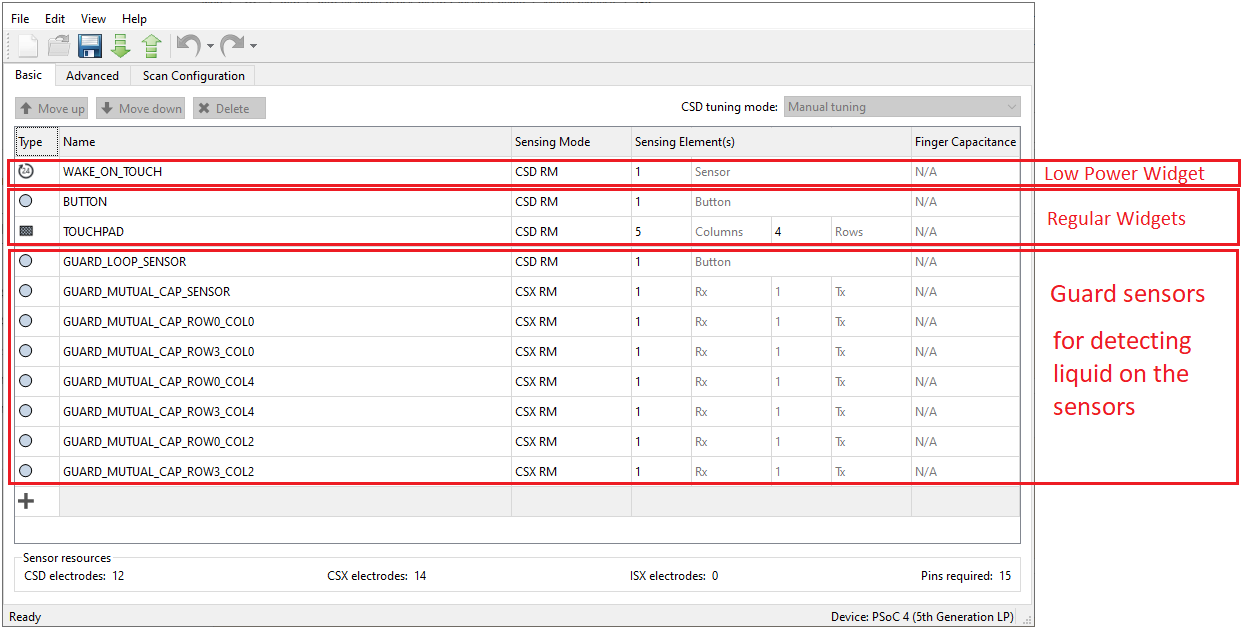 File Edit View Help
Basic Advanced Scan Configuration
Move up Move down Delete CSD tuning mode: Manual tuning
Type Name Sensing Mode Sensing Element(s) Finger Capacitance
24 WAKE_ON_TOUCH CSD RM 1 Sensor N/A Low Power Widget
BUTTON CSD RM 1 Button N/A
Regular Widgets
TOUCHPAD CSD RM 5 Columns 4 Rows N/A
GUARD_LOOP_SENSOR CSD RM 1 Button N/A
GUARD_MUTUAL_CAP_SENSOR CSX RM 1 Rx 1 Tx N/A
GUARD_MUTUAL_CAP_ROW0_COL0 CSX RM 1 Rx 1 Tx N/A
GUARD_MUTUAL_CAP_ROW3_COL0 CSX RM 1 Rx 1 Tx N/A
GUARD_MUTUAL_CAP_ROW0_COL4 CSX RM 1 Rx 1 Tx N/A
GUARD_MUTUAL_CAP_ROW3_COL4 CSX RM 1 Rx 1 Tx N/A
GUARD_MUTUAL_CAP_ROW0_COL2 CSX RM 1 Rx 1 Tx N/A
GUARD_MUTUAL_CAP_ROW3_COL2 CSX RM 1 Rx 1 Tx N/A
Guard sensors
for detecting
liquid on the
sensors
Sensor resources
CSD electrodes: 12 CSX electrodes: 14 ISX electrodes: 0 Pins required: 15
Ready Device: PSoC 4 (5th Generation LP)